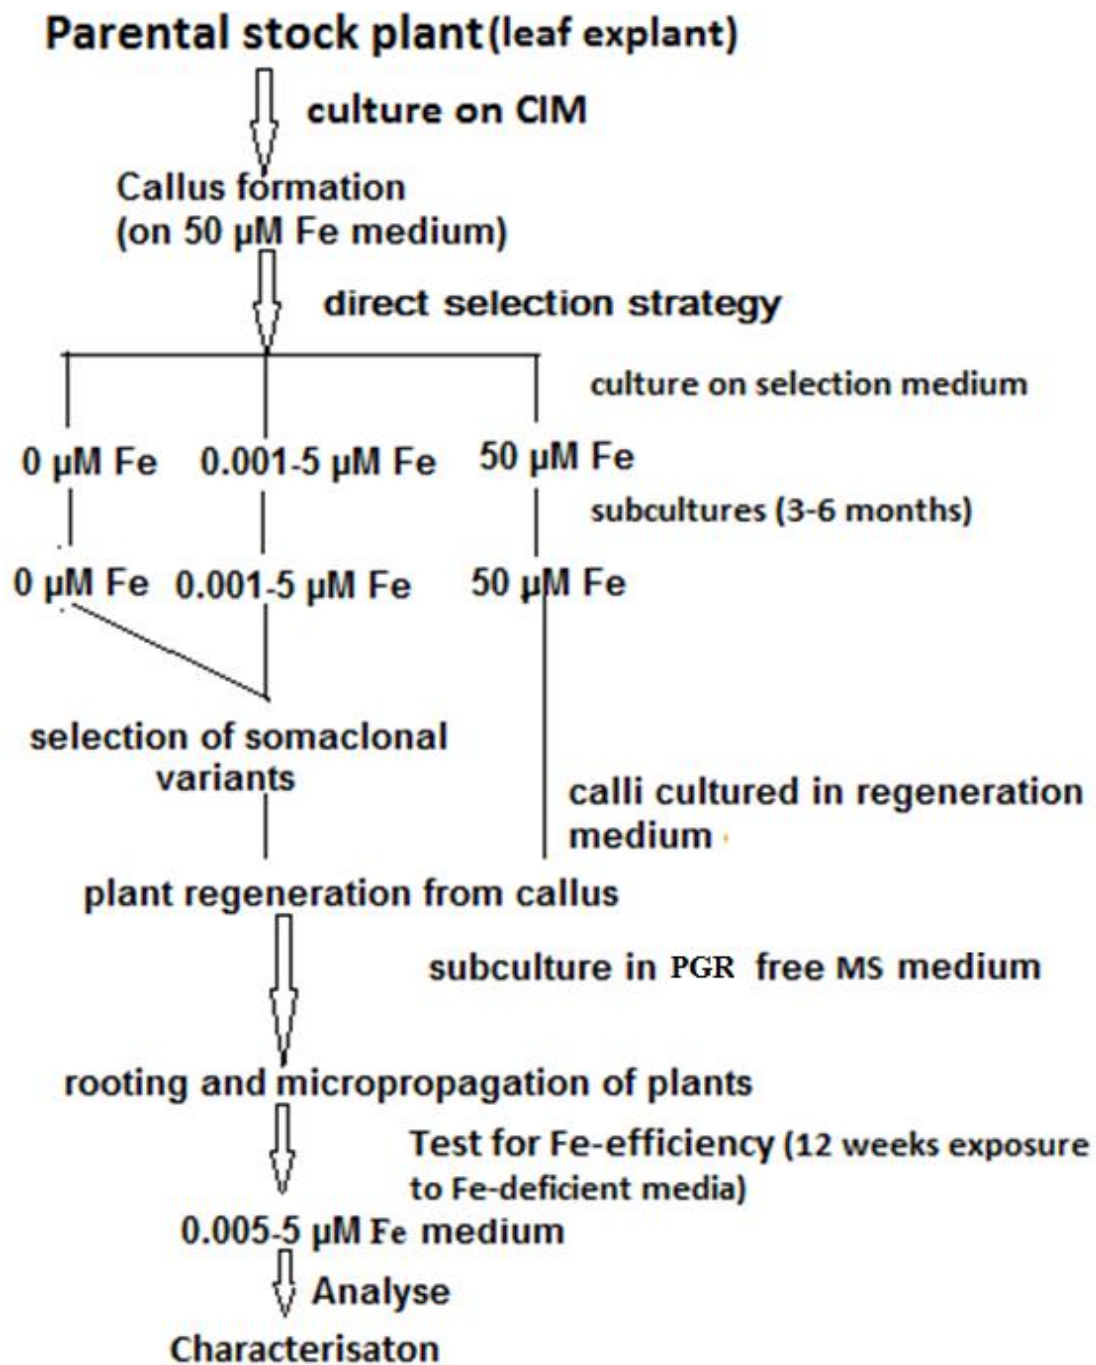 Parental stock plant(leaf explant)
culture on CIM
Callus formation
(on 50 µM Fe medium)
direct selection strategy
culture on selection medium
0 µM Fe 0.001-5 µM Fe 50 µM Fe
subcultures (3-6 months)
0 µM Fe 0.001-5 µM Fe 50 µM Fe
selection of somaclonal
variants
calli cultured in regeneration
medium
plant regeneration from callus
subculture in PGR free MS medium
rooting and micropropagation of plants
Test for Fe-efficiency (12 weeks exposure
to Fe-deficient media)
0.005-5 µM Fe medium
Analyse
Characterisaton